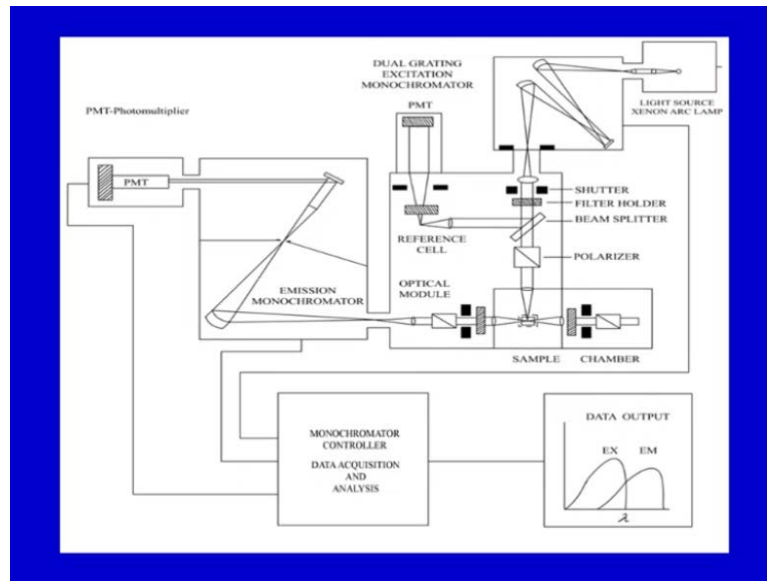 DUAL GRATING
EXCITATION
MONOCHROMATOR
PMT
LIGHT SOURCE
XENON ARC LAMP
PMT-Photomultiplier
PMT
SHUTTER
FILTER HOLDER
BEAM SPLITTER
REFERENCE
CELL
POLARIZER
OPTICAL
MODULE
EMISSION
MONOCHROMATOR
SAMPLE CHAMBER
MONOCHROMATOR
CONTROLLER
DATA ACQUISITION
AND
ANALYSIS
DATA OUTPUT
EX EM
λ